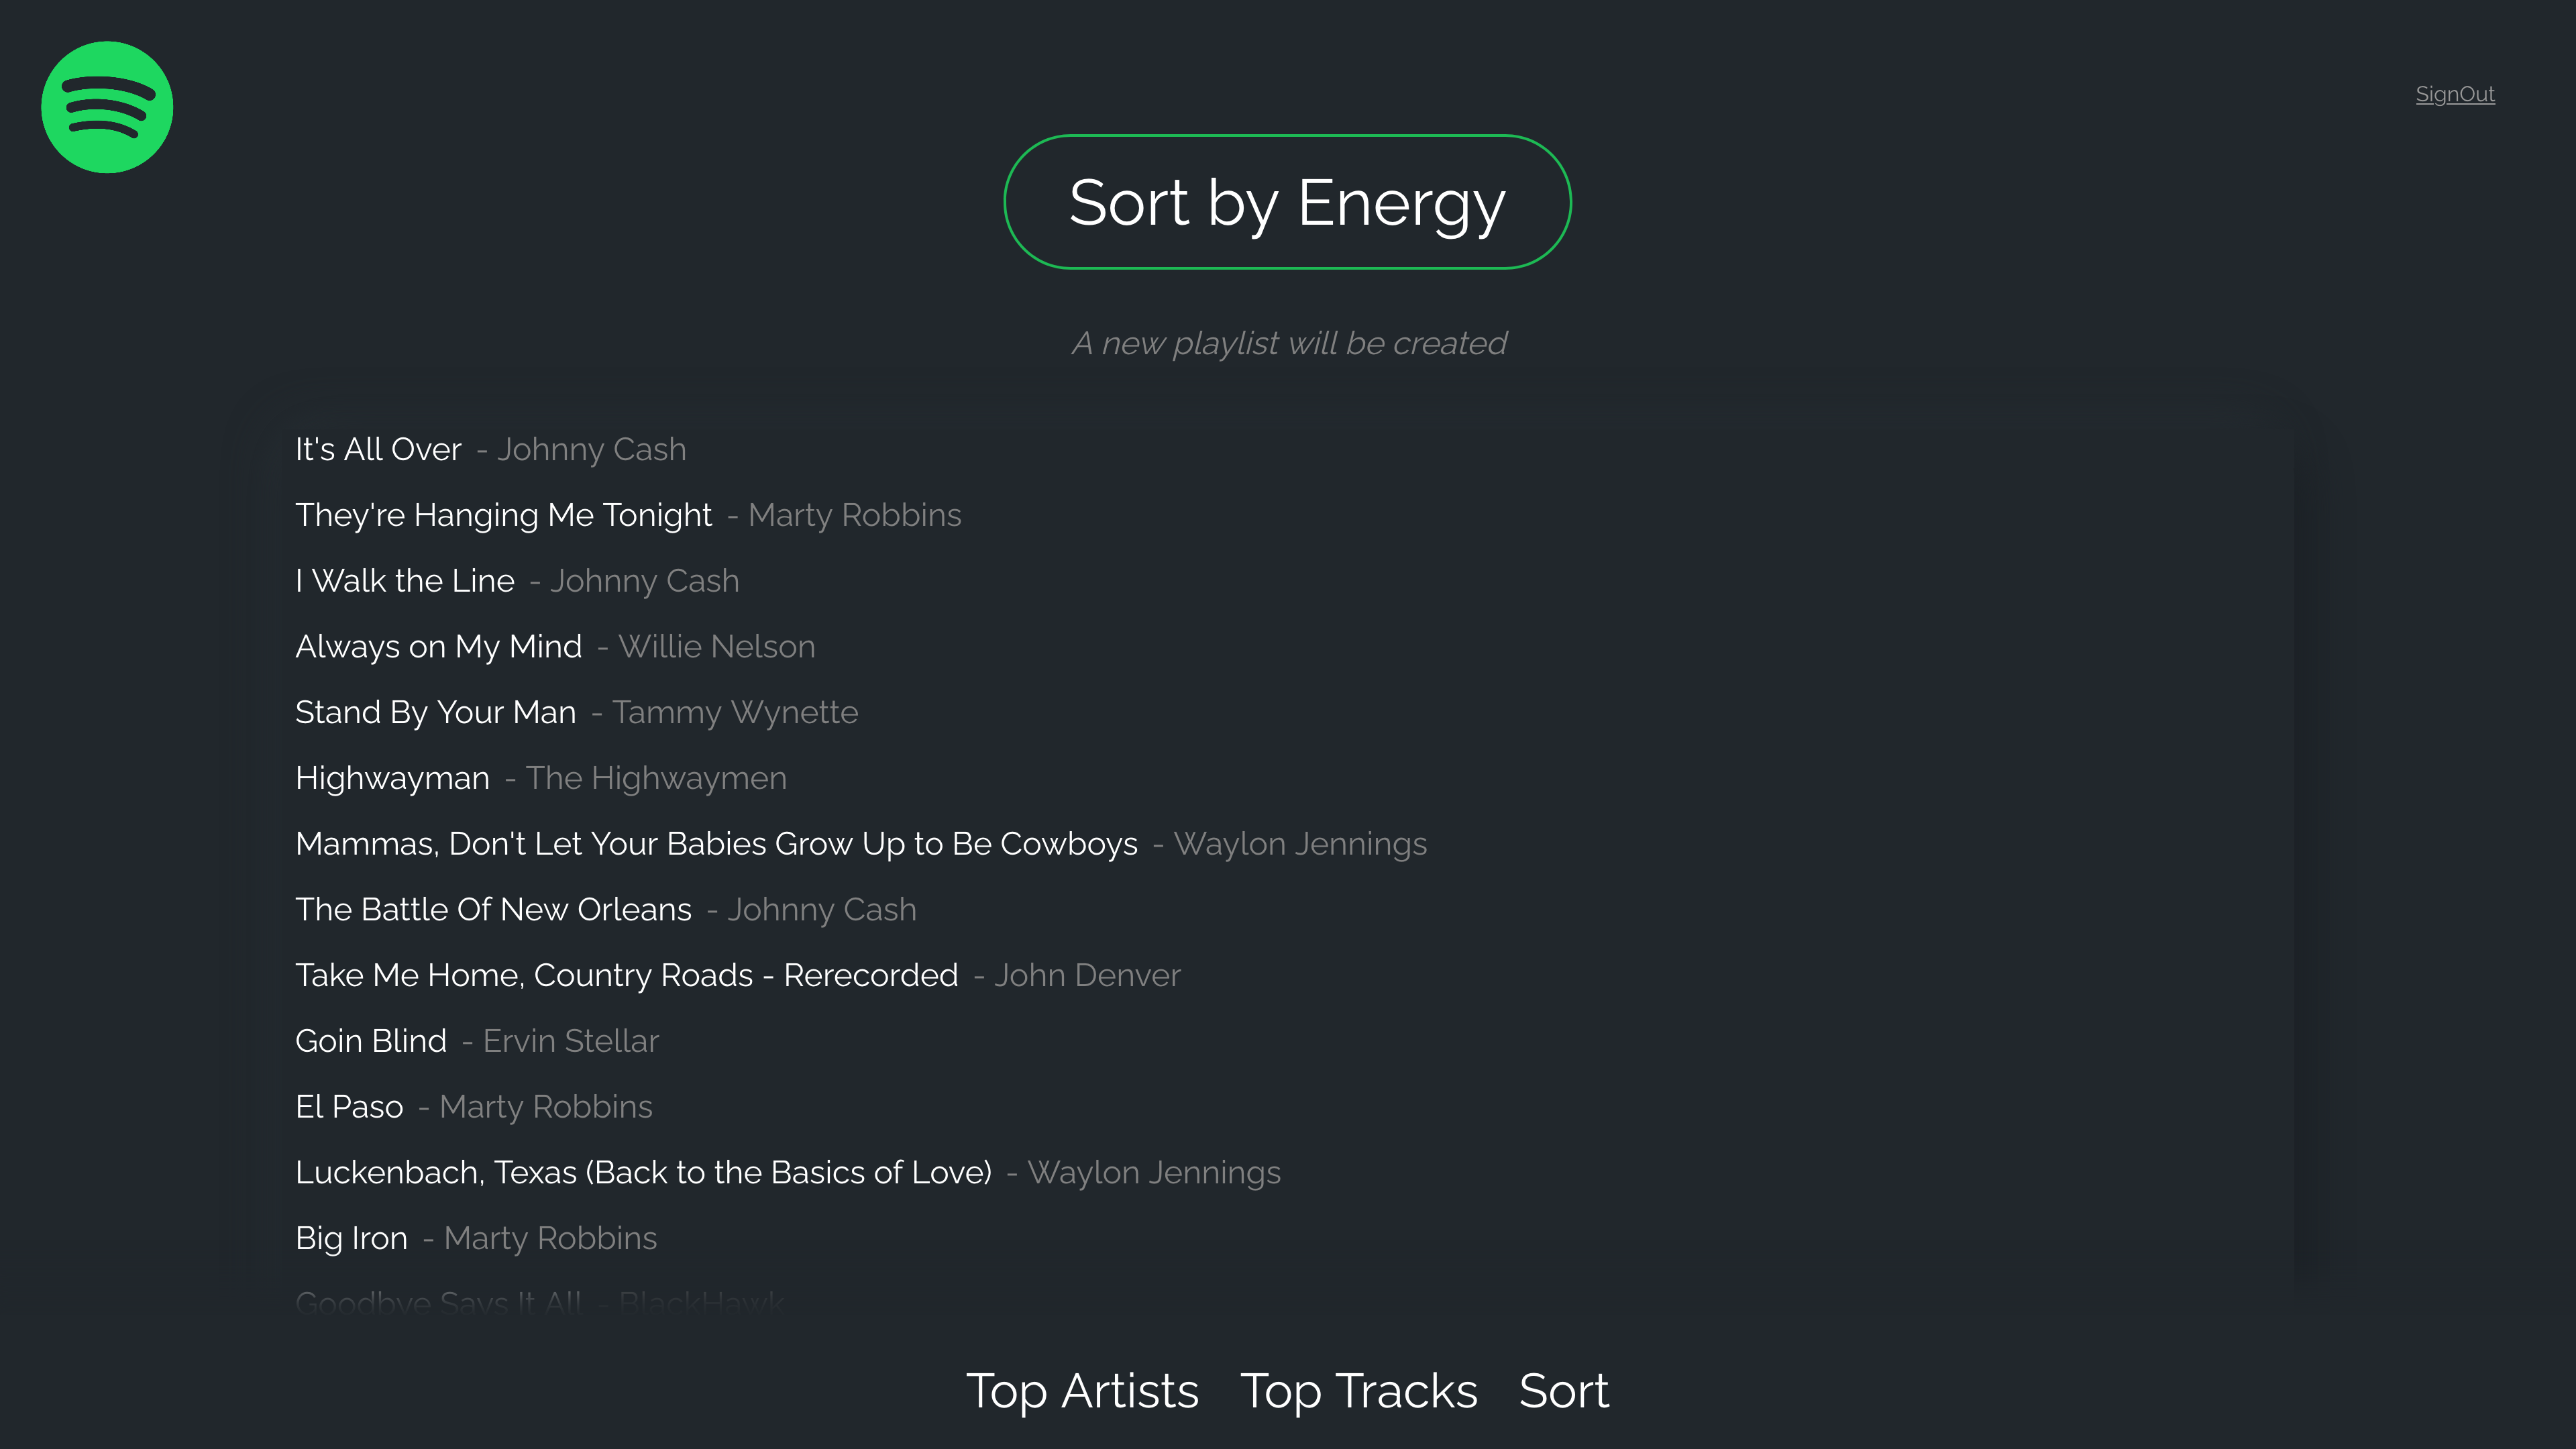 SignOut
Sort by Energy
A new playlist will be created
It's All Over - Johnny Cash
They're Hanging Me Tonight - Marty Robbins
I Walk the Line - Johnny Cash
Always on My Mind - Willie Nelson
Stand By Your Man - Tammy Wynette
Highwayman - The Highwaymen
Mammas, Don't Let Your Babies Grow Up to Be Cowboys - Waylon Jennings
The Battle Of New Orleans - Johnny Cash
Take Me Home, Country Roads - Rerecorded - John Denver
Goin Blind - Ervin Stellar
El Paso - Marty Robbins
Luckenbach, Texas (Back to the Basics of Love) - Waylon Jennings
Big Iron - Marty Robbins
Goodbye Says It All - BlackHawk
Top Artists Top Tracks Sort